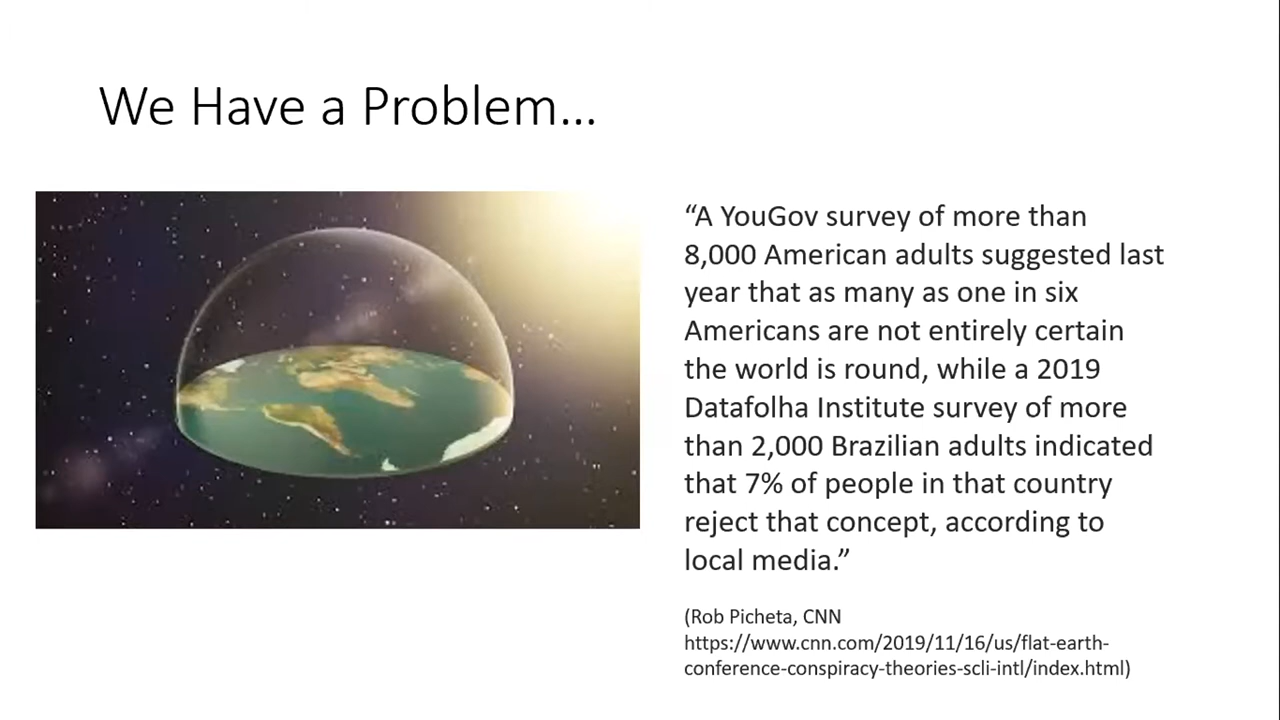 We Have a Problem...
“A YouGov survey of more than
8,000 American adults suggested last
year that as many as one in six
Americans are not entirely certain
the world is round, while a 2019
Datafolha Institute survey of more
than 2,000 Brazilian adults indicated
that 7% of people in that country
reject that concept, according to
local media.”
(Rob Picheta, CNN
https://www.cnn.com/2019/11/16/us/flat-earth-
conference-conspiracy-theories-scli-intl/index.html)